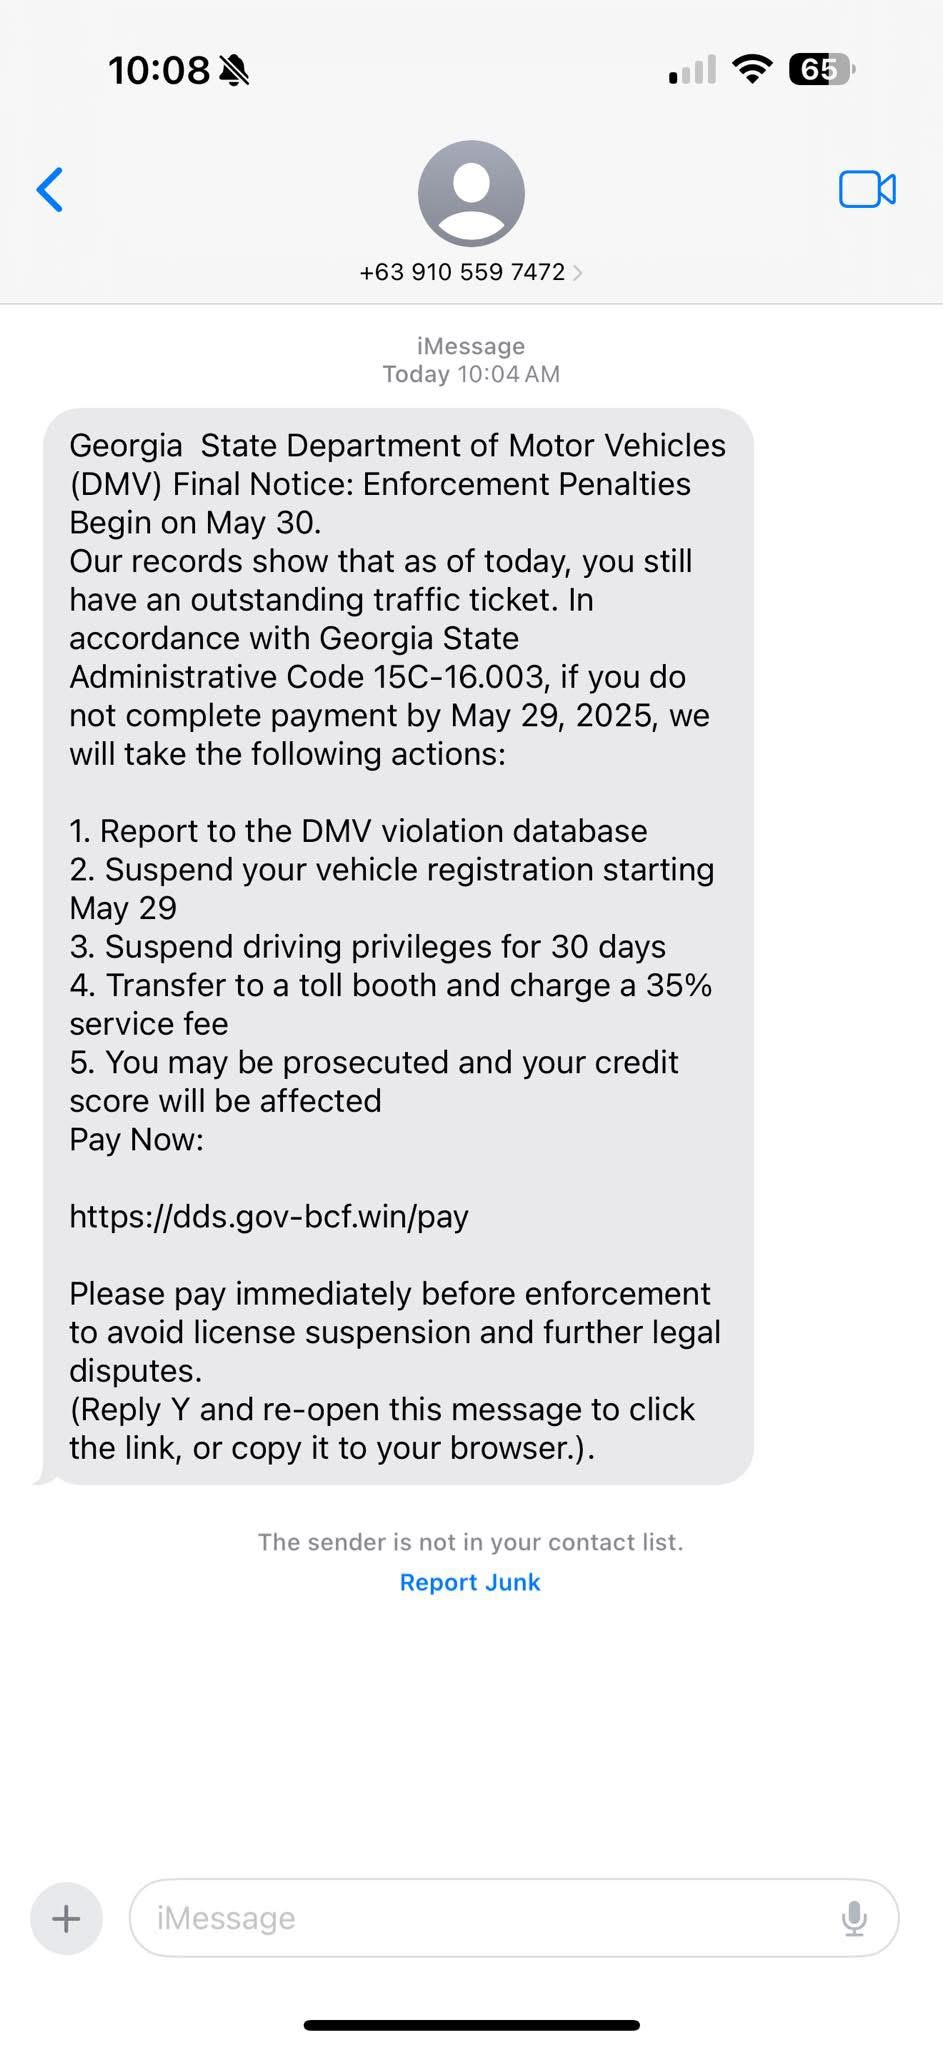 10:08
65
+63 910 559 7472
iMessage
Today 10:04 AM
Georgia  State Department of Motor Vehicles
(DMV) Final Notice: Enforcement Penalties
Begin on May 30.
Our records show that as of today, you still
have an outstanding traffic ticket. In
accordance with Georgia State
Administrative Code 15C-16.003, if you do
not complete payment by May 29, 2025, we
will take the following actions:
1. Report to the DMV violation database
2. Suspend your vehicle registration starting
May 29
3. Suspend driving privileges for 30 days
4. Transfer to a toll booth and charge a 35%
service fee
5. You may be prosecuted and your credit
score will be affected
Pay Now:
https://dds.gov-bcf.win/pay
Please pay immediately before enforcement
to avoid license suspension and further legal
disputes.
(Reply Y and re-open this message to click
the link, or copy it to your browser.).
The sender is not in your contact list.
Report Junk
iMessage